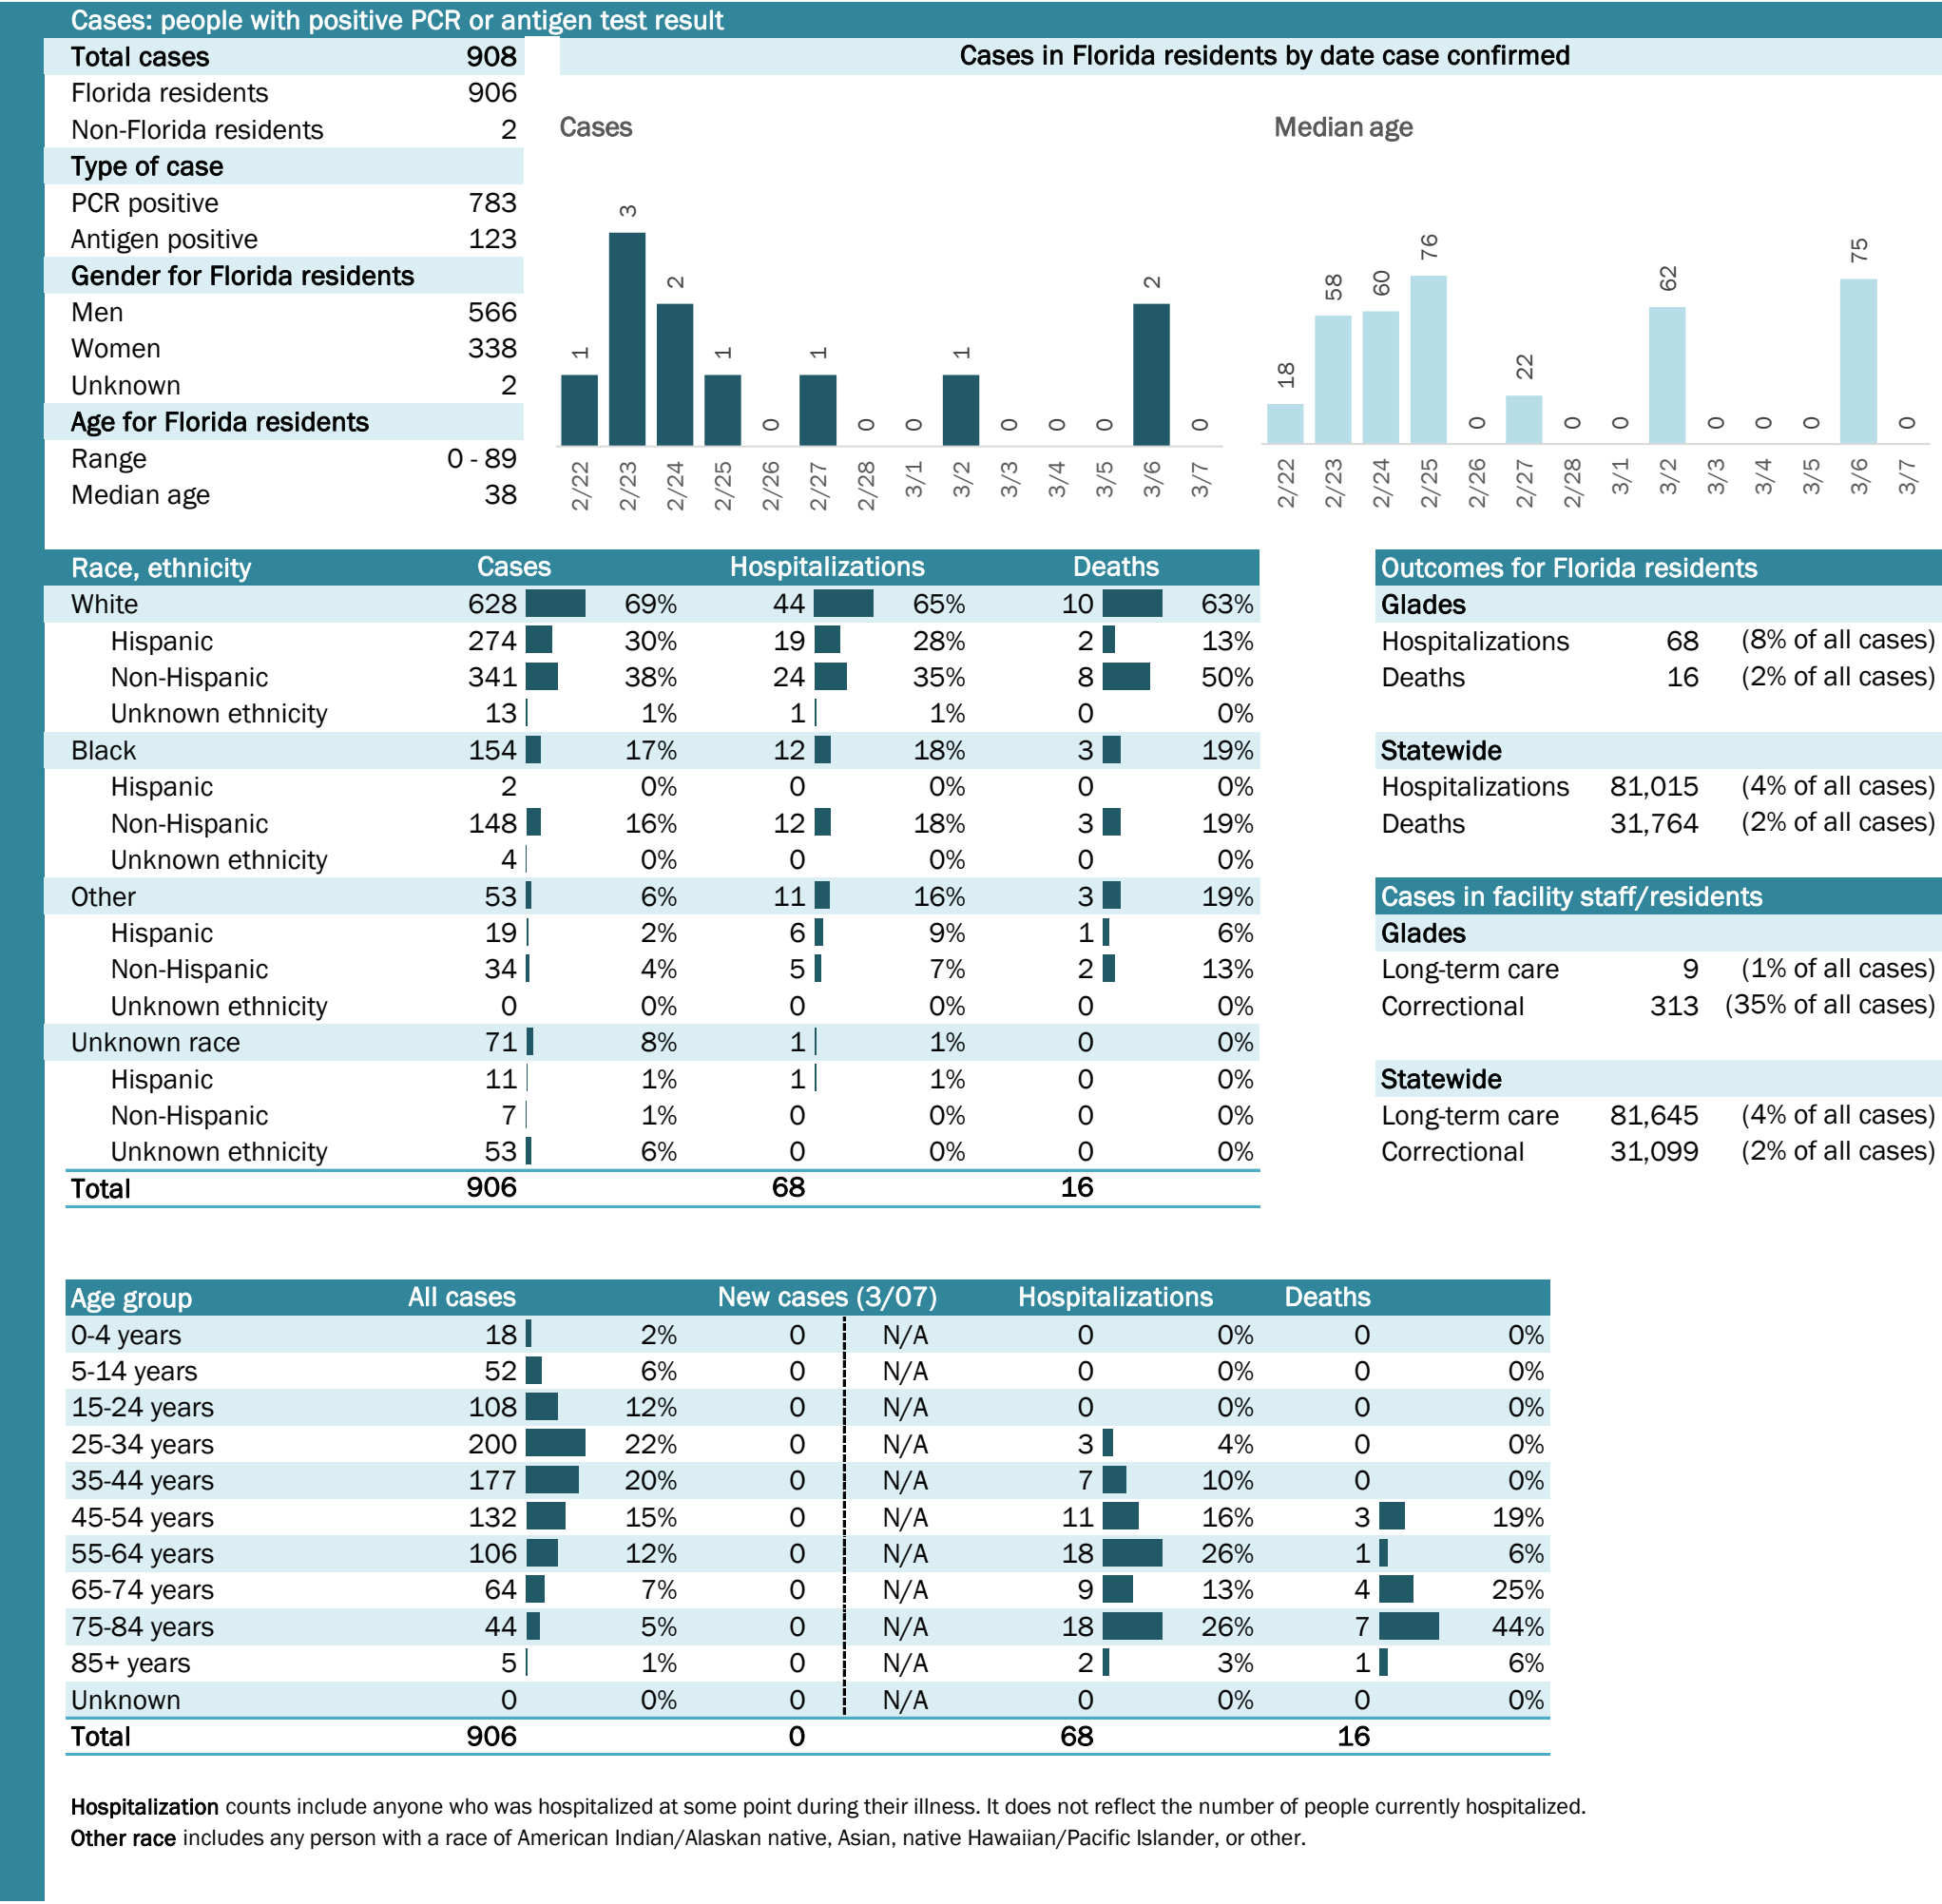 Cases: people with positive PCR or antigen test result
Total cases 908
Florida residents 906
Non-Florida residents 2
Type of case
PCR positive 783
Antigen positive 123
Gender for Florida residents
Men 566
Women 338
Unknown 2
Age for Florida residents
Range 0 - 89
Median age 38
Cases in Florida residents by date case confirmed
Cases
1 3 2 1 0 1 0 0 1 0 0 0 2 0
2/22 2/23 2/24 2/25 2/26 2/27 2/28 3/1 3/2 3/3 3/4 3/5 3/6 3/7
Median age
18 58 60 76 0 22 0 0 62 0 0 0 75 0
2/22 2/23 2/24 2/25 2/26 2/27 2/28 3/1 3/2 3/3 3/4 3/5 3/6 3/7
Race, ethnicity Cases Hospitalizations Deaths
White 628 69% 44 65% 10 63%
Hispanic 274 30% 19 28% 2 13%
Non-Hispanic 341 38% 24 35% 8 50%
Unknown ethnicity 13 1% 1 1% 0 0%
Black 154 17% 12 18% 3 19%
Hispanic 2 0% 0 0% 0 0%
Non-Hispanic 148 16% 12 18% 3 19%
Unknown ethnicity 4 0% 0 0% 0 0%
Other 53 6% 11 16% 3 19%
Hispanic 19 2% 6 9% 1 6%
Non-Hispanic 34 4% 5 7% 2 13%
Unknown ethnicity 0 0% 0 0% 0 0%
Unknown race 71 8% 1 1% 0 0%
Hispanic 11 1% 1 1% 0 0%
Non-Hispanic 7 1% 0 0% 0 0%
Unknown ethnicity 53 6% 0 0% 0 0%
Total 906 68 16
Outcomes for Florida residents
Glades
Hospitalizations 68 (8% of all cases)
Deaths 16 (2% of all cases)
Statewide
Hospitalizations 81,015 (4% of all cases)
Deaths 31,764 (2% of all cases)
Cases in facility staff/residents
Glades
Long-term care 9 (1% of all cases)
Correctional 313 (35% of all cases)
Statewide
Long-term care 81,645 (4% of all cases)
Correctional 31,099 (2% of all cases)
Age group All cases New cases (3/07) Hospitalizations Deaths
0-4 years 18 2% 0 N/A 0 0% 0 0%
5-14 years 52 6% 0 N/A 0 0% 0 0%
15-24 years 108 12% 0 N/A 0 0% 0 0%
25-34 years 200 22% 0 N/A 3 4% 0 0%
35-44 years 177 20% 0 N/A 7 10% 0 0%
45-54 years 132 15% 0 N/A 11 16% 3 19%
55-64 years 106 12% 0 N/A 18 26% 1 6%
65-74 years 64 7% 0 N/A 9 13% 4 25%
75-84 years 44 5% 0 N/A 18 26% 7 44%
85+ years 5 1% 0 N/A 2 3% 1 6%
Unknown 0 0% 0 N/A 0 0% 0 0%
Total 906 0 68 16
Hospitalization counts include anyone who was hospitalized at some point during their illness. It does not reflect the number of people currently hospitalized.
Other race includes any person with a race of American Indian/Alaskan native, Asian, native Hawaiian/Pacific Islander, or other.